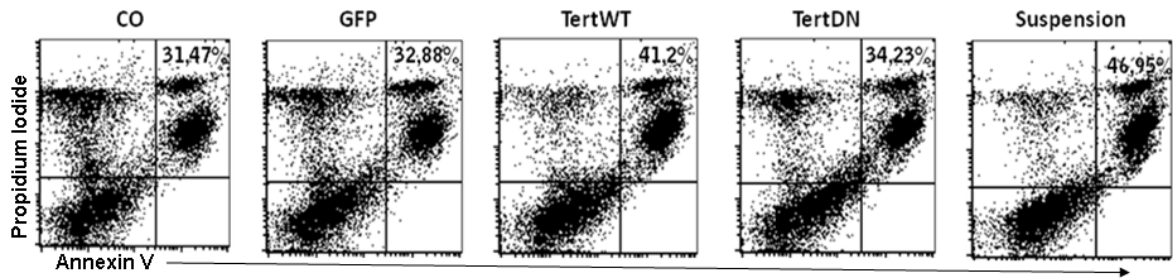 CO GFP TertWT TertDN Suspension
31,47% 32,88% 41,2% 34,23% 46,95%
Propidium Iodide
Annexin V